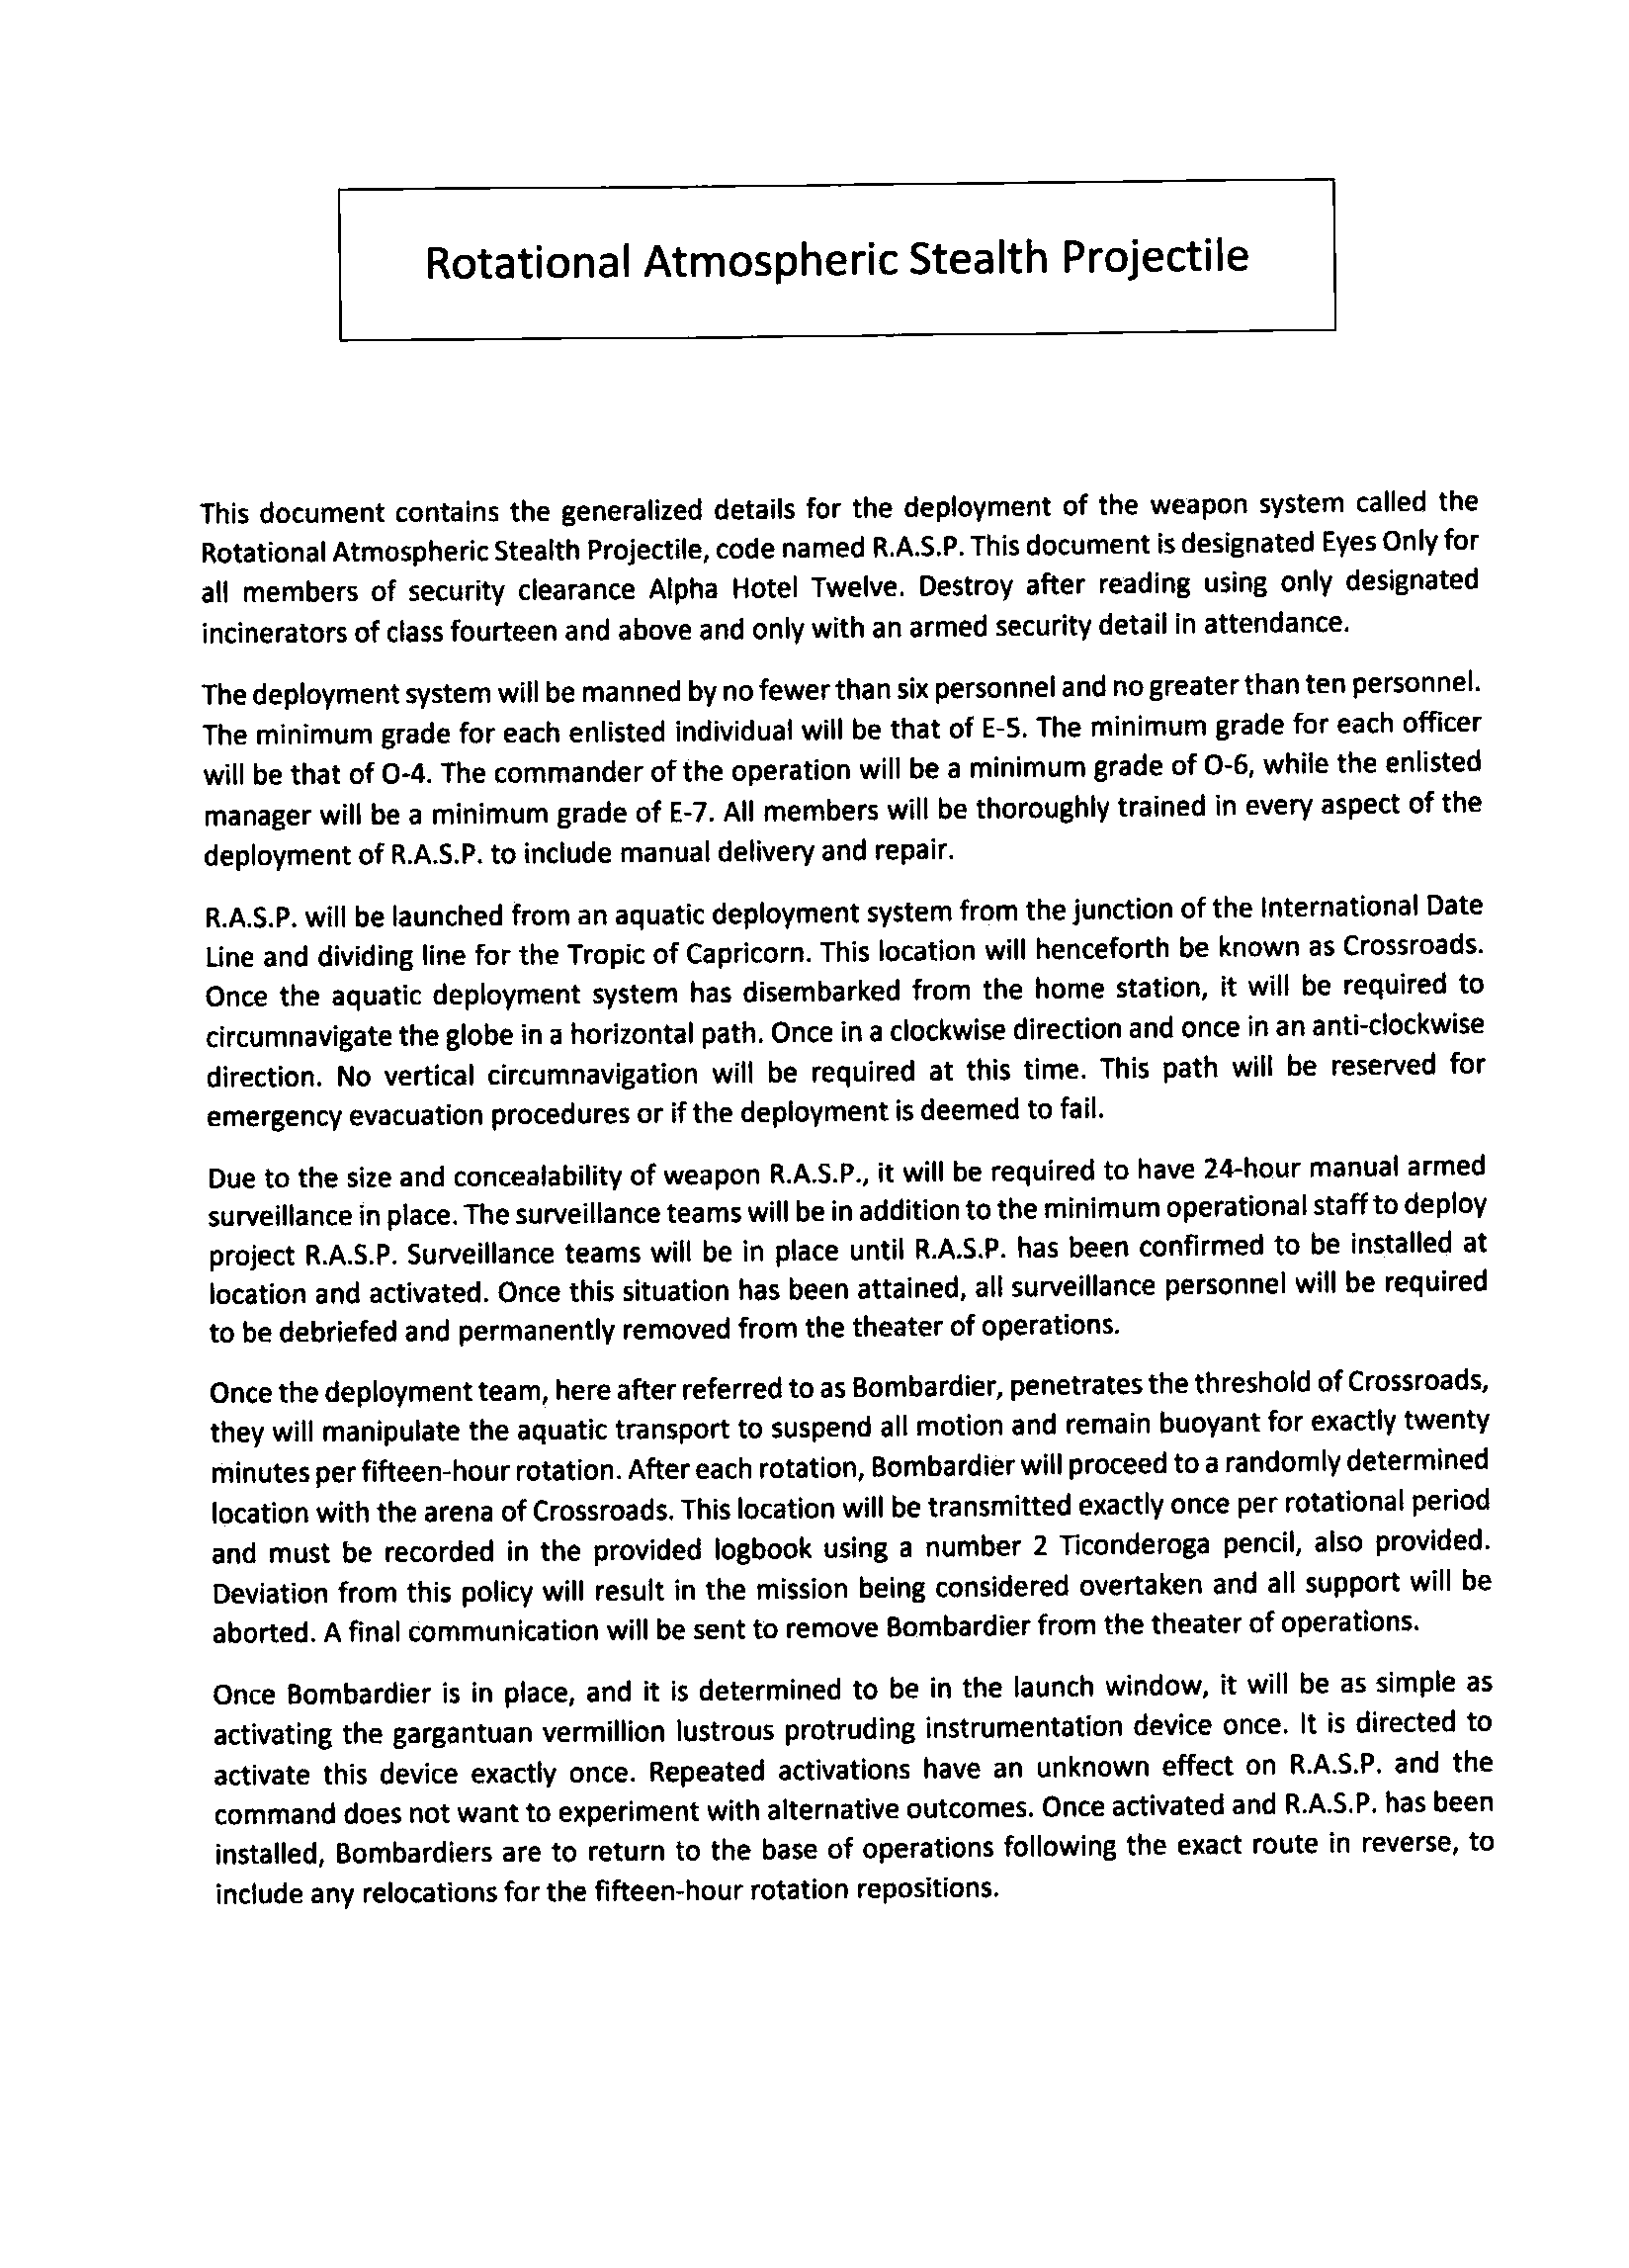 Rotational Atmospheric Stealth Projectile
This document contains the generalized details for the deployment of the weapon system called the
Rotational Atmospheric Stealth Projectile, code named R.A.S.P. This document is designated Eyes Only for
all members of security clearance Alpha Hotel Twelve. Destroy after reading using only designated
incinerators of class fourteen and above and only with an armed security detail in attendance.
The deployment system will be manned by no fewer than six personnel and no greater than ten personnel.
The minimum grade for each enlisted individual will be that of E-5. The minimum grade for each officer
will be that of O-4. The commander of the operation will be a minimum grade of O-6, while the enlisted
manager will be a minimum grade of E-7. All members will be thoroughly trained in every aspect of the
deployment of R.A.S.P. to include manual delivery and repair.
R.A.S.P. will be launched from an aquatic deployment system from the junction of the International Date
Line and dividing line for the Tropic of Capricorn. This location will henceforth be known as Crossroads.
Once the aquatic deployment system has disembarked from the home station, it will be required to
circumnavigate the globe in a horizontal path. Once in a clockwise direction and once in an anti-clockwise
direction. No vertical circumnavigation will be required at this time. This path will be reserved for
emergency evacuation procedures or if the deployment is deemed to fail.
Due to the size and concealability of weapon R.A.S.P., it will be required to have 24-hour manual armed
surveillance in place. The surveillance teams will be in addition to the minimum operational staff to deploy
project R.A.S.P. Surveillance teams will be in place until R.A.S.P. has been confirmed to be installed at
location and activated. Once this situation has been attained, all surveillance personnel will be required
to be debriefed and permanently removed from the theater of operations.
Once the deployment team, here after referred to as Bombardier, penetrates the threshold of Crossroads,
they will manipulate the aquatic transport to suspend all motion and remain buoyant for exactly twenty
minutes per fifteen-hour rotation. After each rotation, Bombardier will proceed to a randomly determined
location with the arena of Crossroads. This location will be transmitted exactly once per rotational period
and must be recorded in the provided logbook using a number 2 Ticonderoga pencil, also provided.
Deviation from this policy will result in the mission being considered overtaken and all support will be
aborted. A final communication will be sent to remove Bombardier from the theater of operations.
Once Bombardier is in place, and it is determined to be in the launch window, it will be as simple as
activating the gargantuan vermillion lustrous protruding instrumentation device once. It is directed to
activate this device exactly once. Repeated activations have an unknown effect on R.A.S.P. and the
command does not want to experiment with alternative outcomes. Once activated and R.A.S.P. has been
installed, Bombardiers are to return to the base of operations following the exact route in reverse, to
include any relocations for the fifteen-hour rotation repositions.